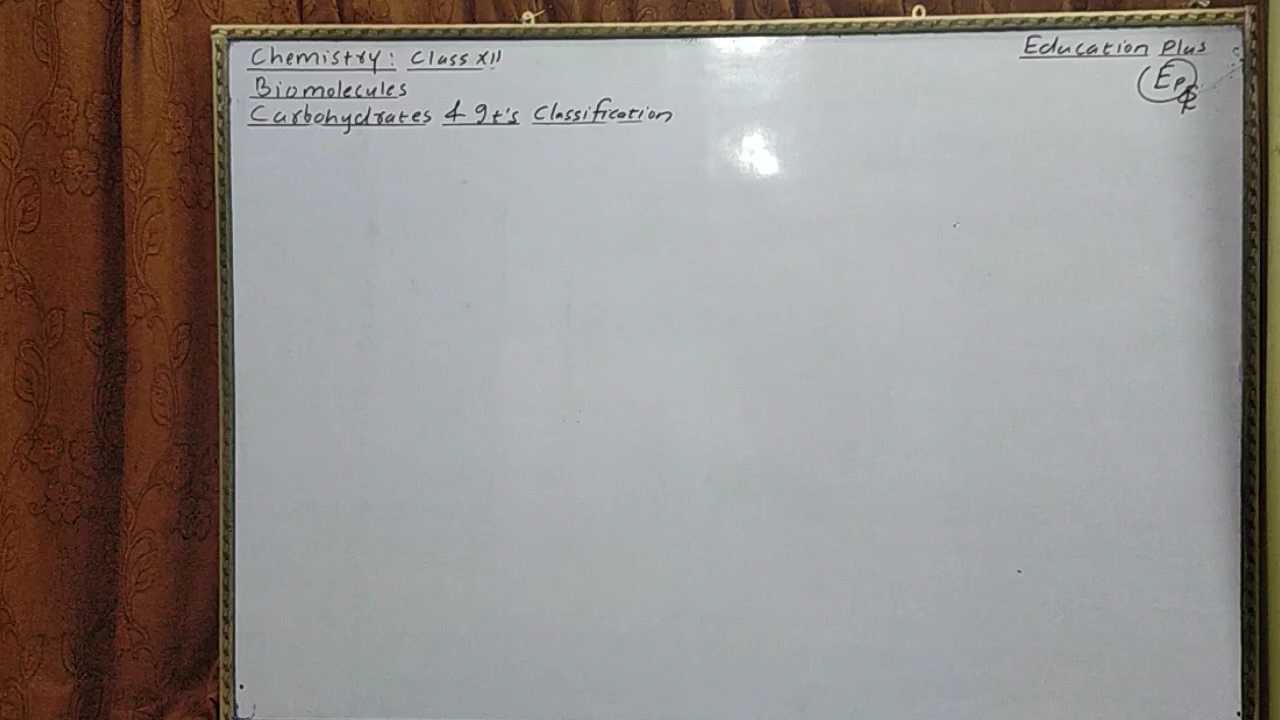 Chemistry: Class XII
Education Plus
Ep
Biomolecules
Carbohydrates & It's Classification